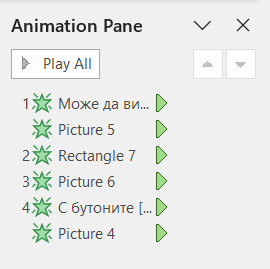 Animation Pane
Play All
1 Може да ви...
Picture 5
2 Rectangle 7
3 Picture 6
4 С бутоните [...
Picture 4